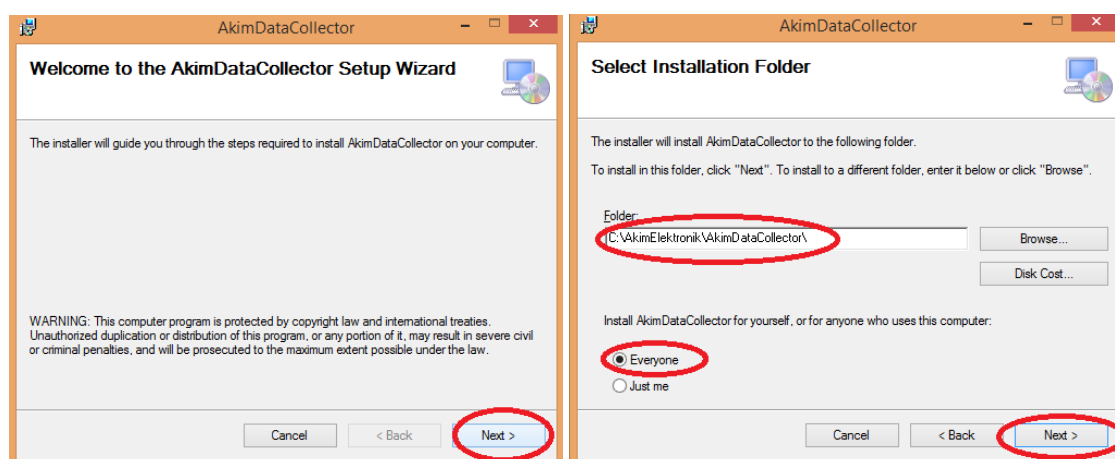 AkimDataCollector
Welcome to the AkimDataCollector Setup Wizard
The installer will guide you through the steps required to install AkimDataCollector on your computer.
WARNING: This computer program is protected by copyright law and international treaties.
Unauthorized duplication or distribution of this program, or any portion of it, may result in severe civil
or criminal penalties, and will be prosecuted to the maximum extent possible under the law.
Cancel
< Back
Next >
AkimDataCollector
Select Installation Folder
The installer will install AkimDataCollector to the following folder.
To install in this folder, click "Next". To install to a different folder, enter it below or click "Browse".
Folder:
C:\AkimElektronik\AkimDataCollector\
Browse...
Disk Cost...
Install AkimDataCollector for yourself, or for anyone who uses this computer:
Everyone
Just me
Cancel
< Back
Next >